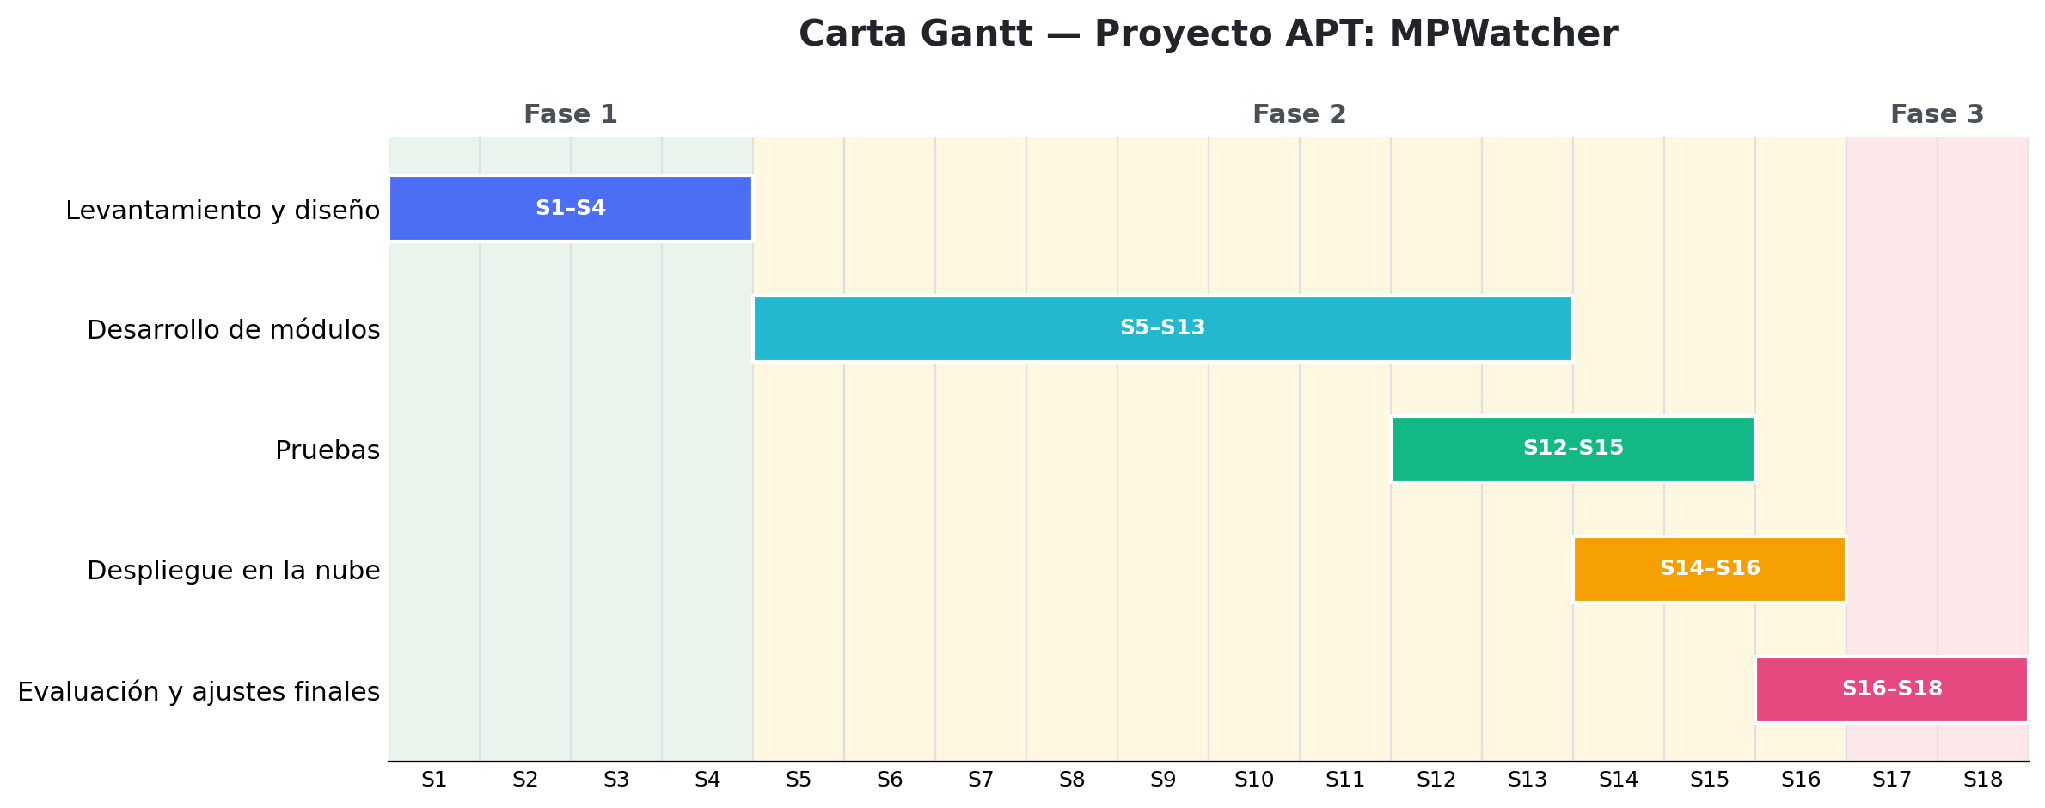 Carta Gantt — Proyecto APT: MPWatcher
Fase 1 Fase 2 Fase 3
Levantamiento y diseño S1–S4
Desarrollo de módulos S5–S13
Pruebas S12–S15
Despliegue en la nube S14–S16
Evaluación y ajustes finales S16–S18
S1 S2 S3 S4 S5 S6 S7 S8 S9 S10 S11 S12 S13 S14 S15 S16 S17 S18